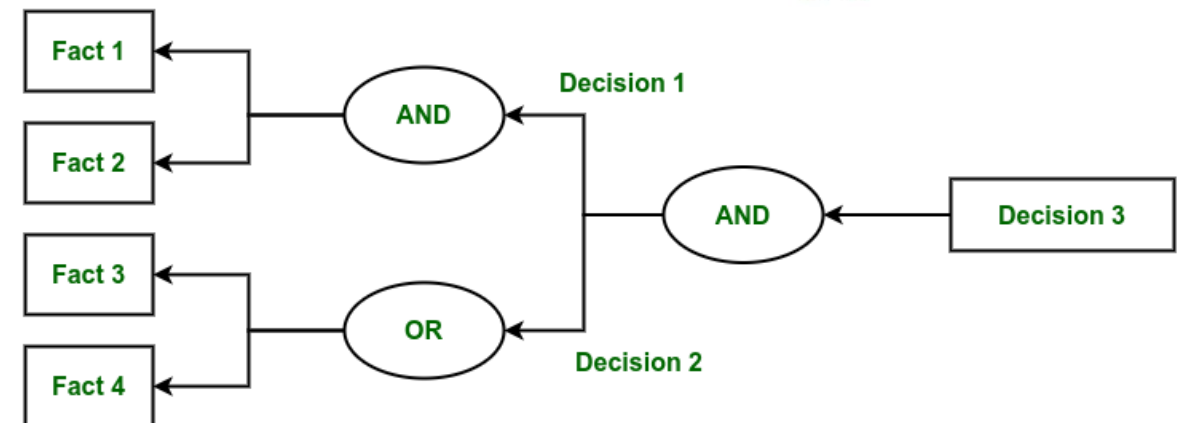 Fact 1
Fact 2
Fact 3
Fact 4
AND
OR
Decision 1
Decision 2
AND
Decision 3